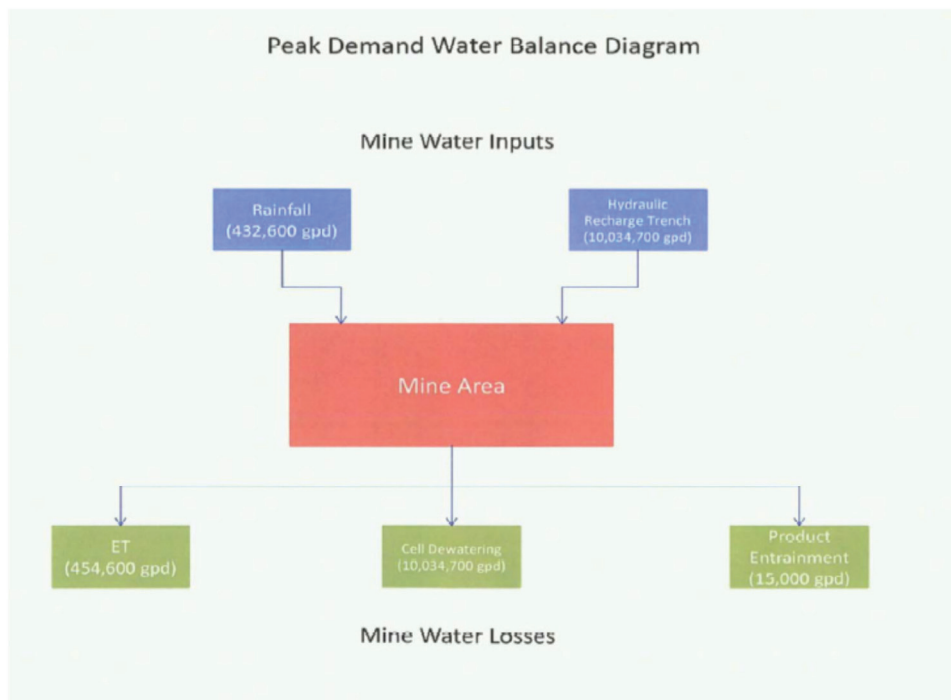 Peak Demand Water Balance Diagram
Mine Water Inputs
Rainfall
(432,600 gpd)
Hydraulic
Recharge Trench
(10,034,700 gpd)
Mine Area
ET
(454,600 gpd)
Cell Dewatering
(10,034,700 gpd)
Product
Entrainment
(15,000 gpd)
Mine Water Losses